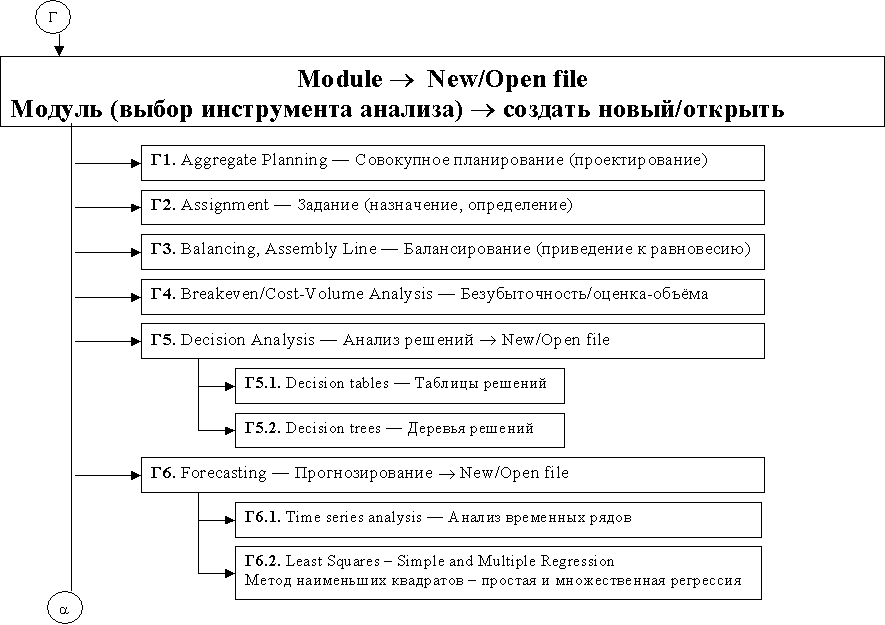 Г
Module → New/Open file
Модуль (выбор инструмента анализа) → создать новый/открыть
Г1. Aggregate Planning — Совокупное планирование (проектирование)
Г2. Assignment — Задание (назначение, определение)
Г3. Balancing, Assembly Line — Балансирование (приведение к равновесию)
Г4. Breakeven/Cost-Volume Analysis — Безубыточность/оценка-объёма
Г5. Decision Analysis — Анализ решений → New/Open file
Г5.1. Decision tables — Таблицы решений
Г5.2. Decision trees — Деревья решений
Г6. Forecasting — Прогнозирование → New/Open file
Г6.1. Time series analysis — Анализ временных рядов
Г6.2. Least Squares – Simple and Multiple Regression
Метод наименьших квадратов – простая и множественная регрессия
α